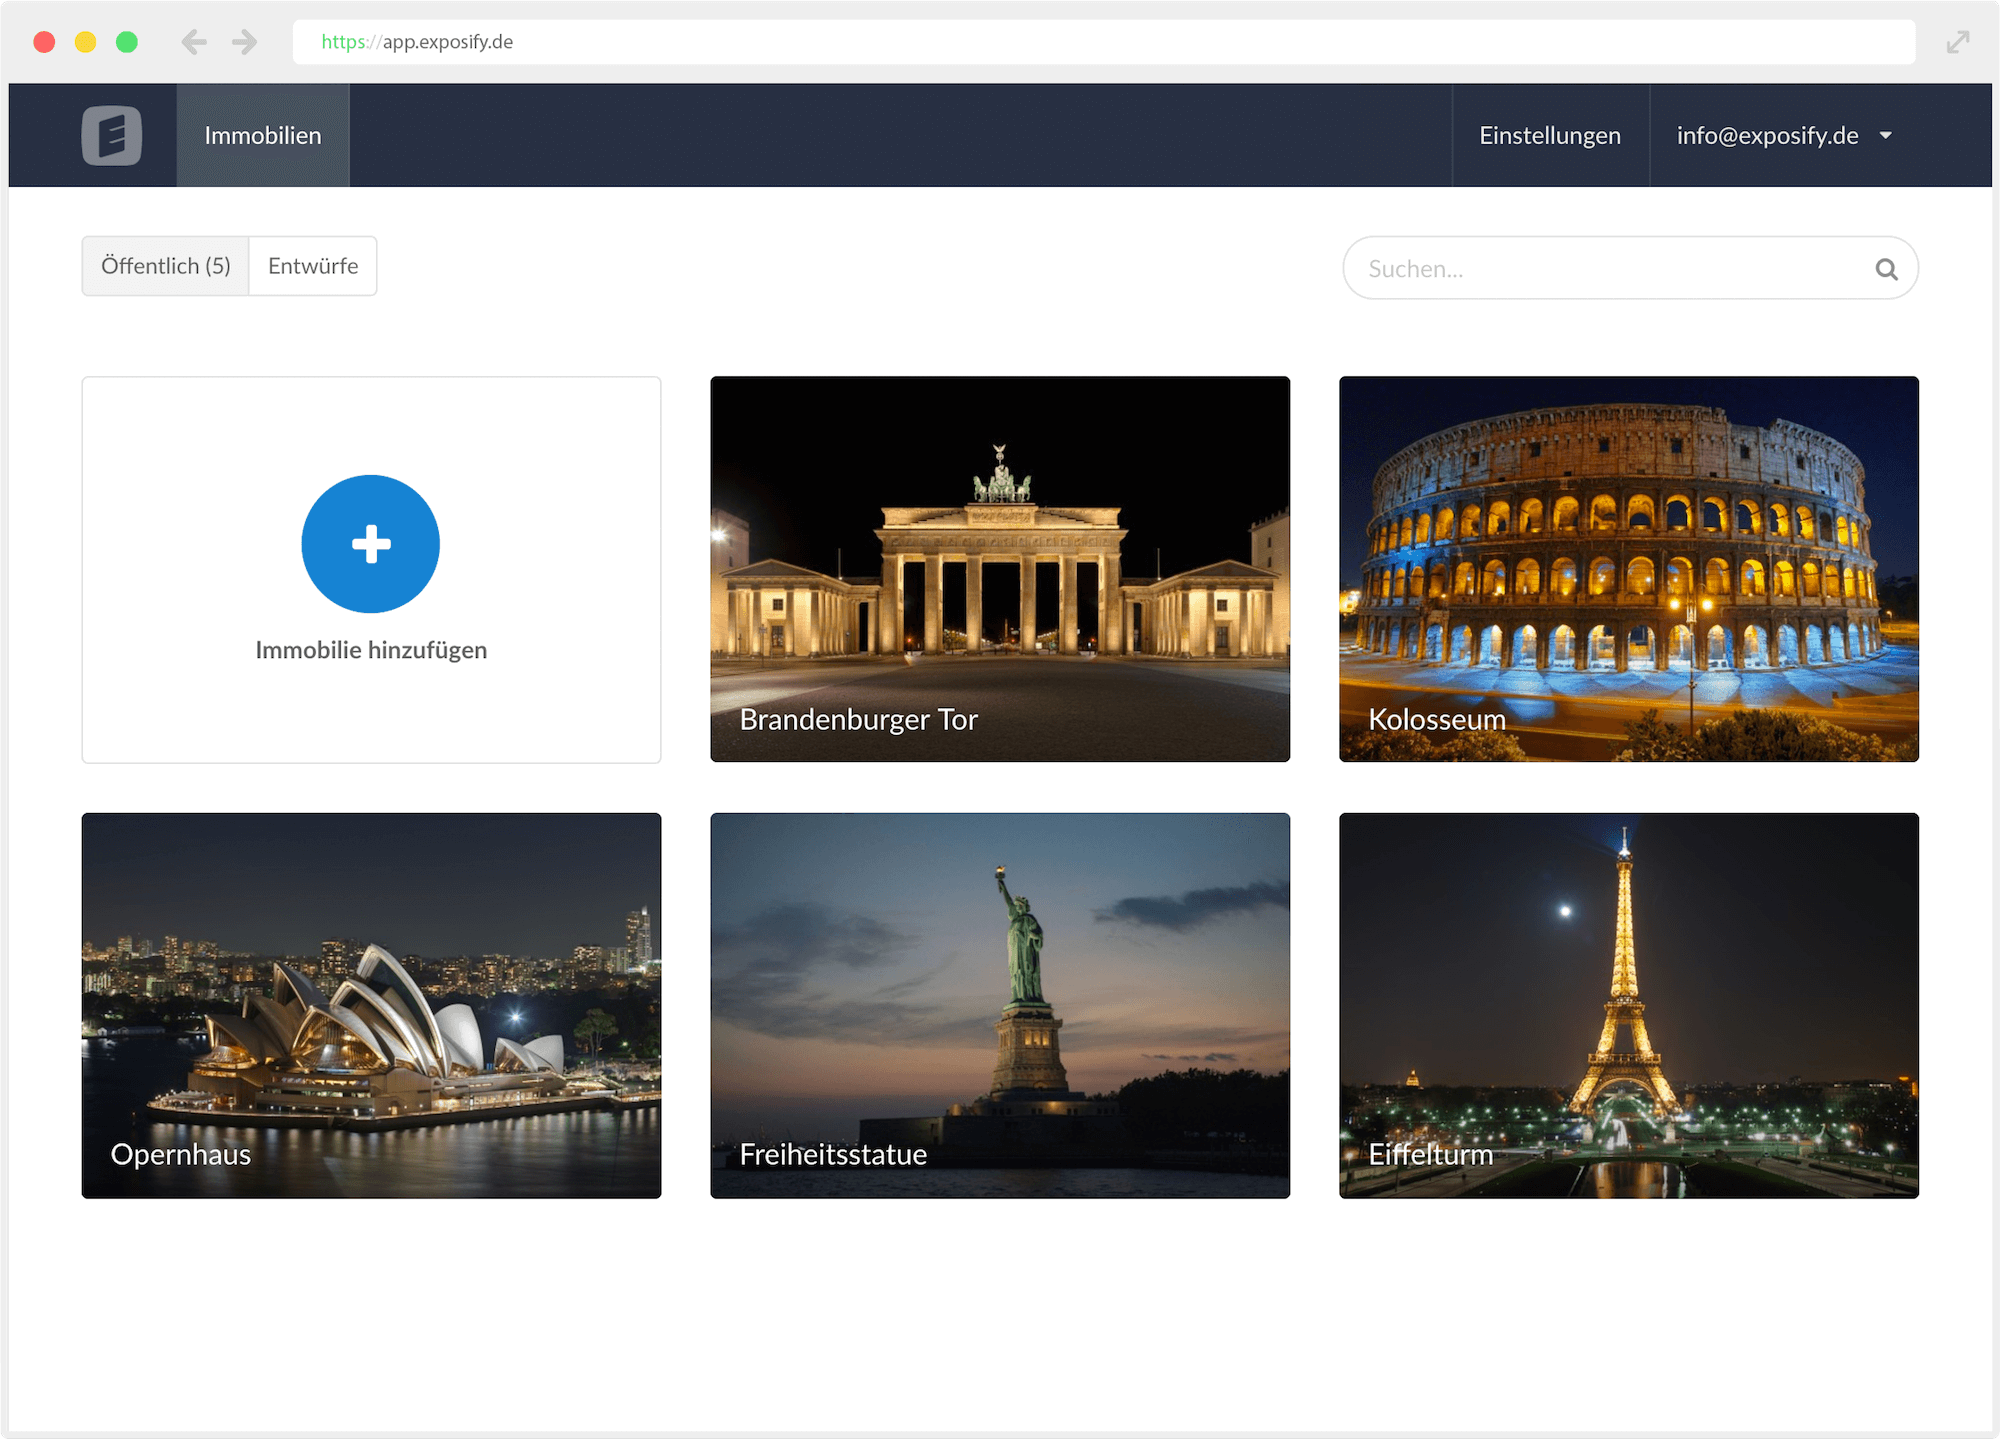 https://app.exposify.de
Immobilien
Einstellungen
info@exposify.de
Öffentlich (5)
Entwürfe
Suchen...
Immobilie hinzufügen
Brandenburger Tor
Kolosseum
Opernhaus
Freiheitsstatue
Eiffelturm